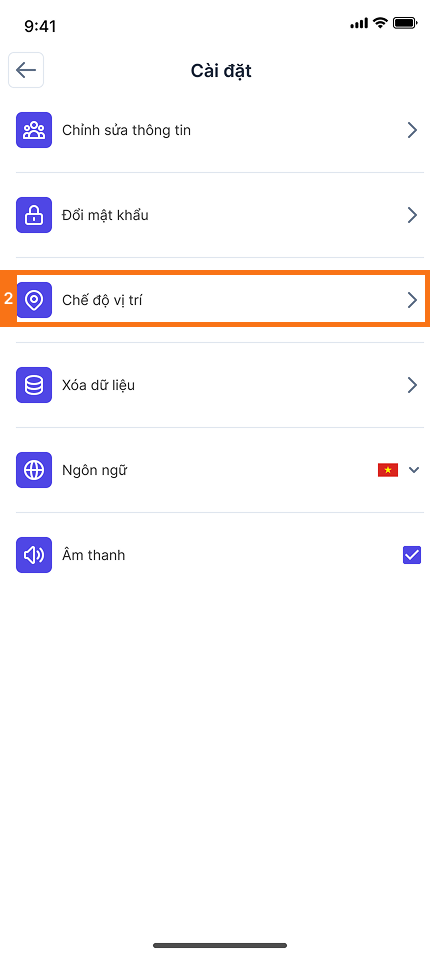 9:41
Cài đặt
Chỉnh sửa thông tin
Đổi mật khẩu
2
Chế độ vị trí
Xóa dữ liệu
Ngôn ngữ
Âm thanh